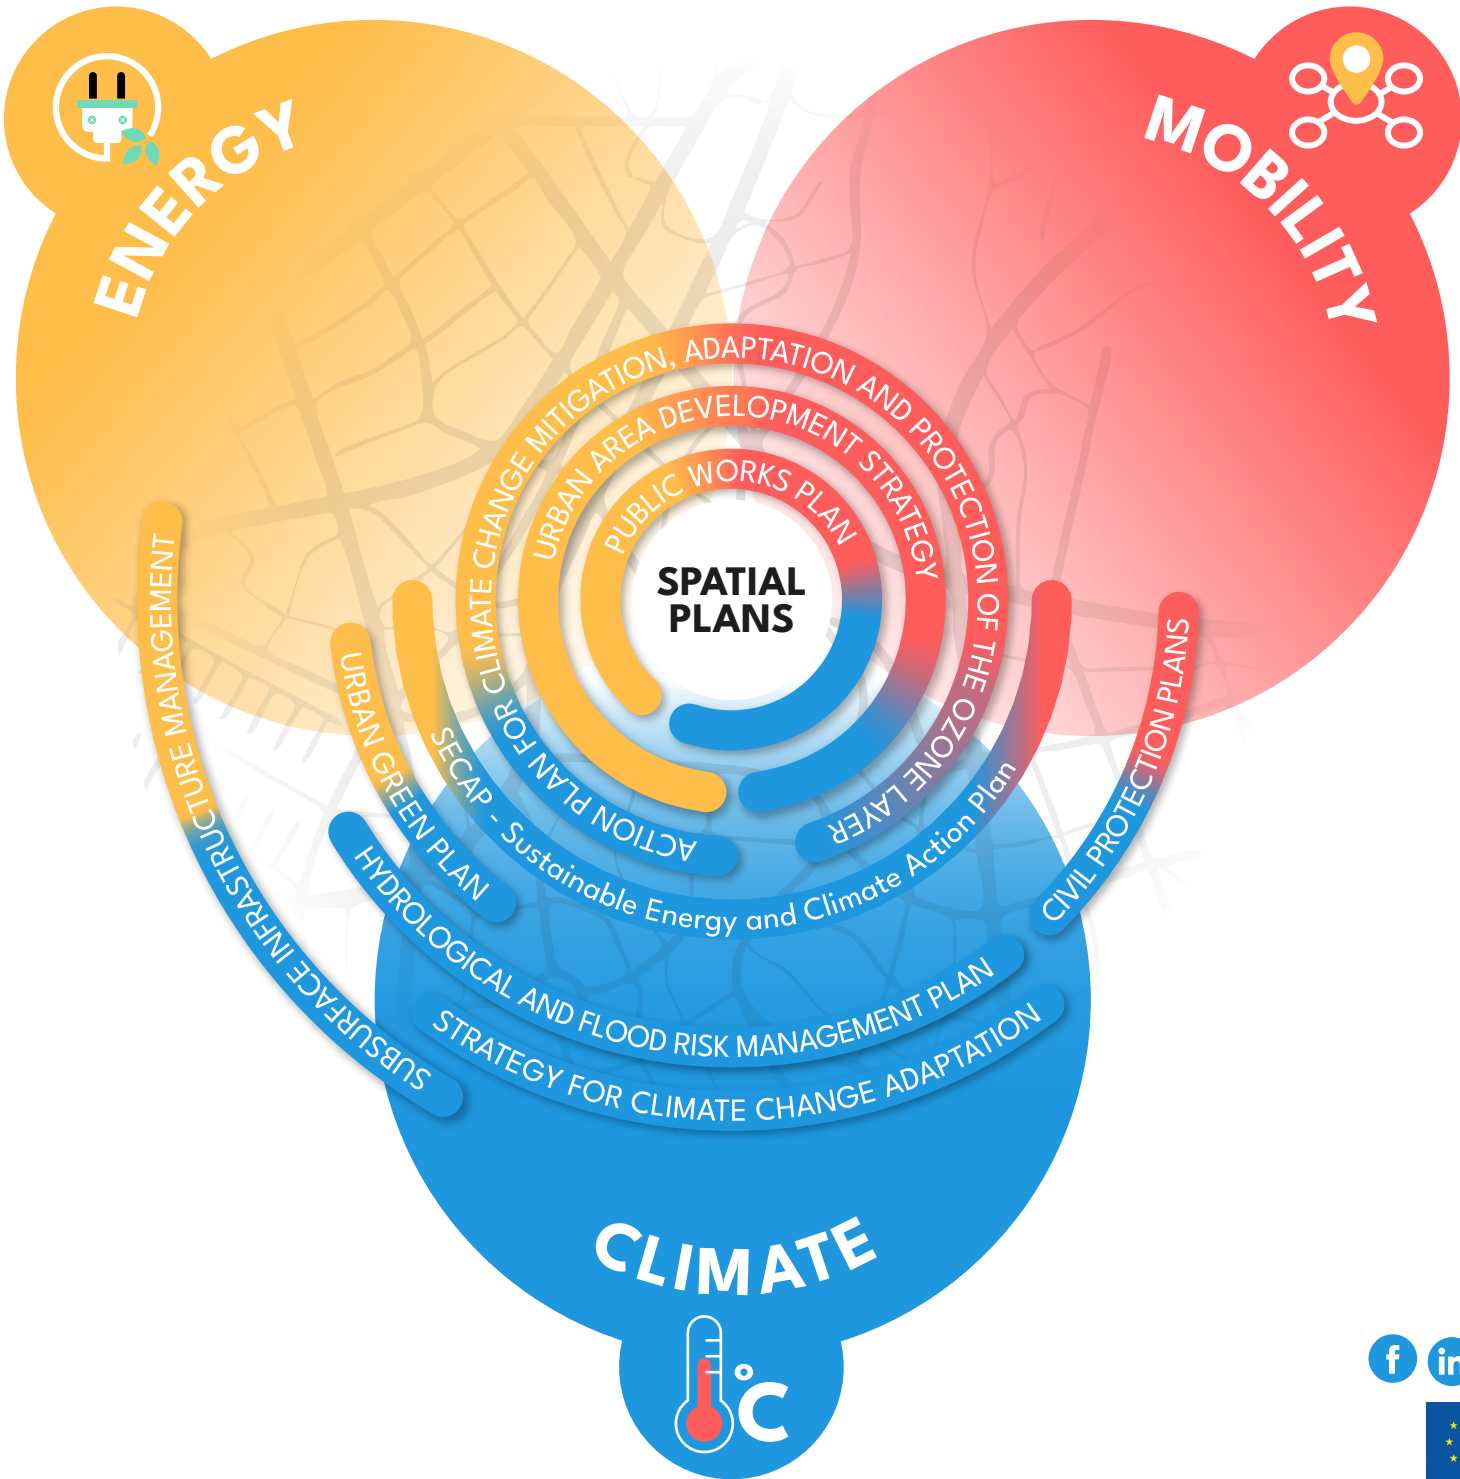 ENERGY
MOBILITY
ACTION PLAN FOR CLIMATE CHANGE MITIGATION, ADAPTATION AND PROTECTION OF THE OZONE LAYER
URBAN AREA DEVELOPMENT STRATEGY
PUBLIC WORKS PLAN
SPATIAL
PLANS
SUBSURFACE INFRASTRUCTURE MANAGEMENT
URBAN GREEN PLAN
SECAP - Sustainable Energy and Climate Action Plan
CIVIL PROTECTION PLANS
HYDROLOGICAL AND FLOOD RISK MANAGEMENT PLAN
STRATEGY FOR CLIMATE CHANGE ADAPTATION
CLIMATE
°C
f in